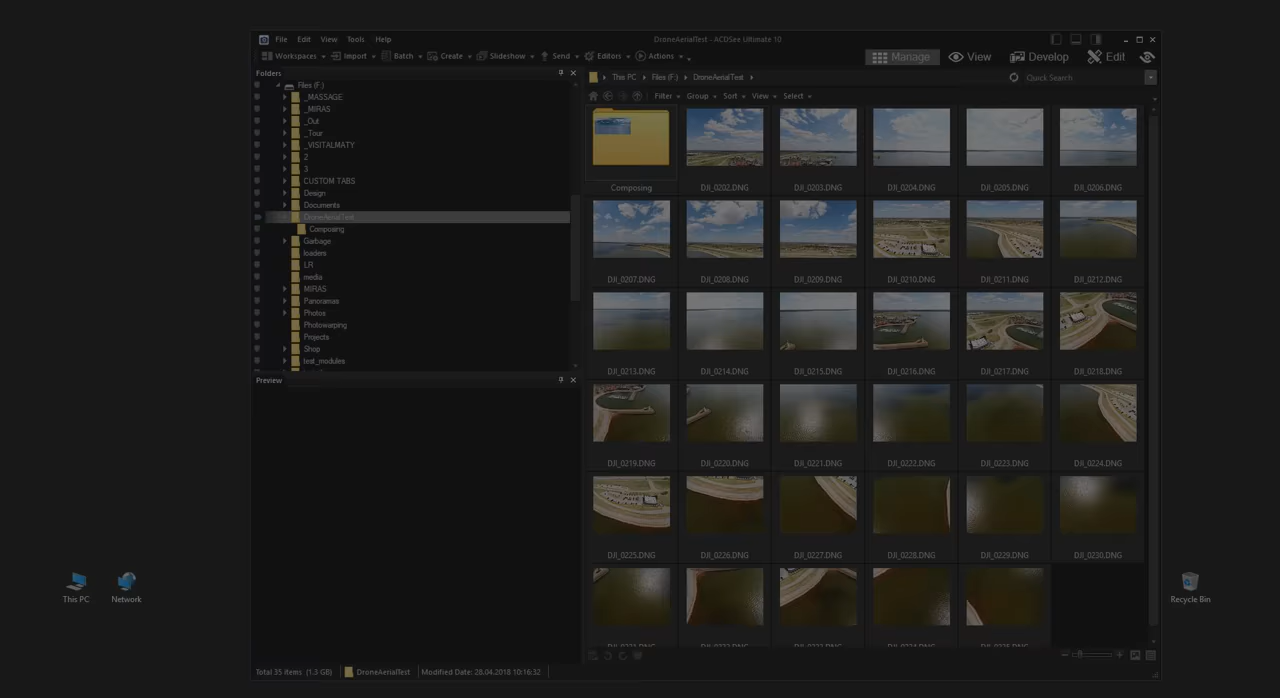 DroneAerialTest - ACDSee Ultimate 10
File Edit View Tools Help
Workspaces Import Batch Create Slideshow Send Editors Actions
Manage View Develop Edit
Folders
This PC Files (F:) DroneAerialTest
Quick Search
Filter Group Sort View Select
Files (F:)
_MASSAGE
_MIRAS
_Out
_Tour
_VISITALMATY
2
3
CUSTOM TABS
Design
Documents
DroneAerialTest
Composing
Garbage
loaders
LR
media
MIRAS
Panoramas
Photos
Photowarping
Projects
Shop
test_modules
Preview
Composing DJI_0202.DNG DJI_0203.DNG DJI_0204.DNG DJI_0205.DNG DJI_0206.DNG
DJI_0207.DNG DJI_0208.DNG DJI_0209.DNG DJI_0210.DNG DJI_0211.DNG DJI_0212.DNG
DJI_0213.DNG DJI_0214.DNG DJI_0215.DNG DJI_0216.DNG DJI_0217.DNG DJI_0218.DNG
DJI_0219.DNG DJI_0220.DNG DJI_0221.DNG DJI_0222.DNG DJI_0223.DNG DJI_0224.DNG
DJI_0225.DNG DJI_0226.DNG DJI_0227.DNG DJI_0228.DNG DJI_0229.DNG DJI_0230.DNG
Total 35 items (1.3 GB) DroneAerialTest Modified Date: 28.04.2018 10:16:32
This PC
Network
Recycle Bin